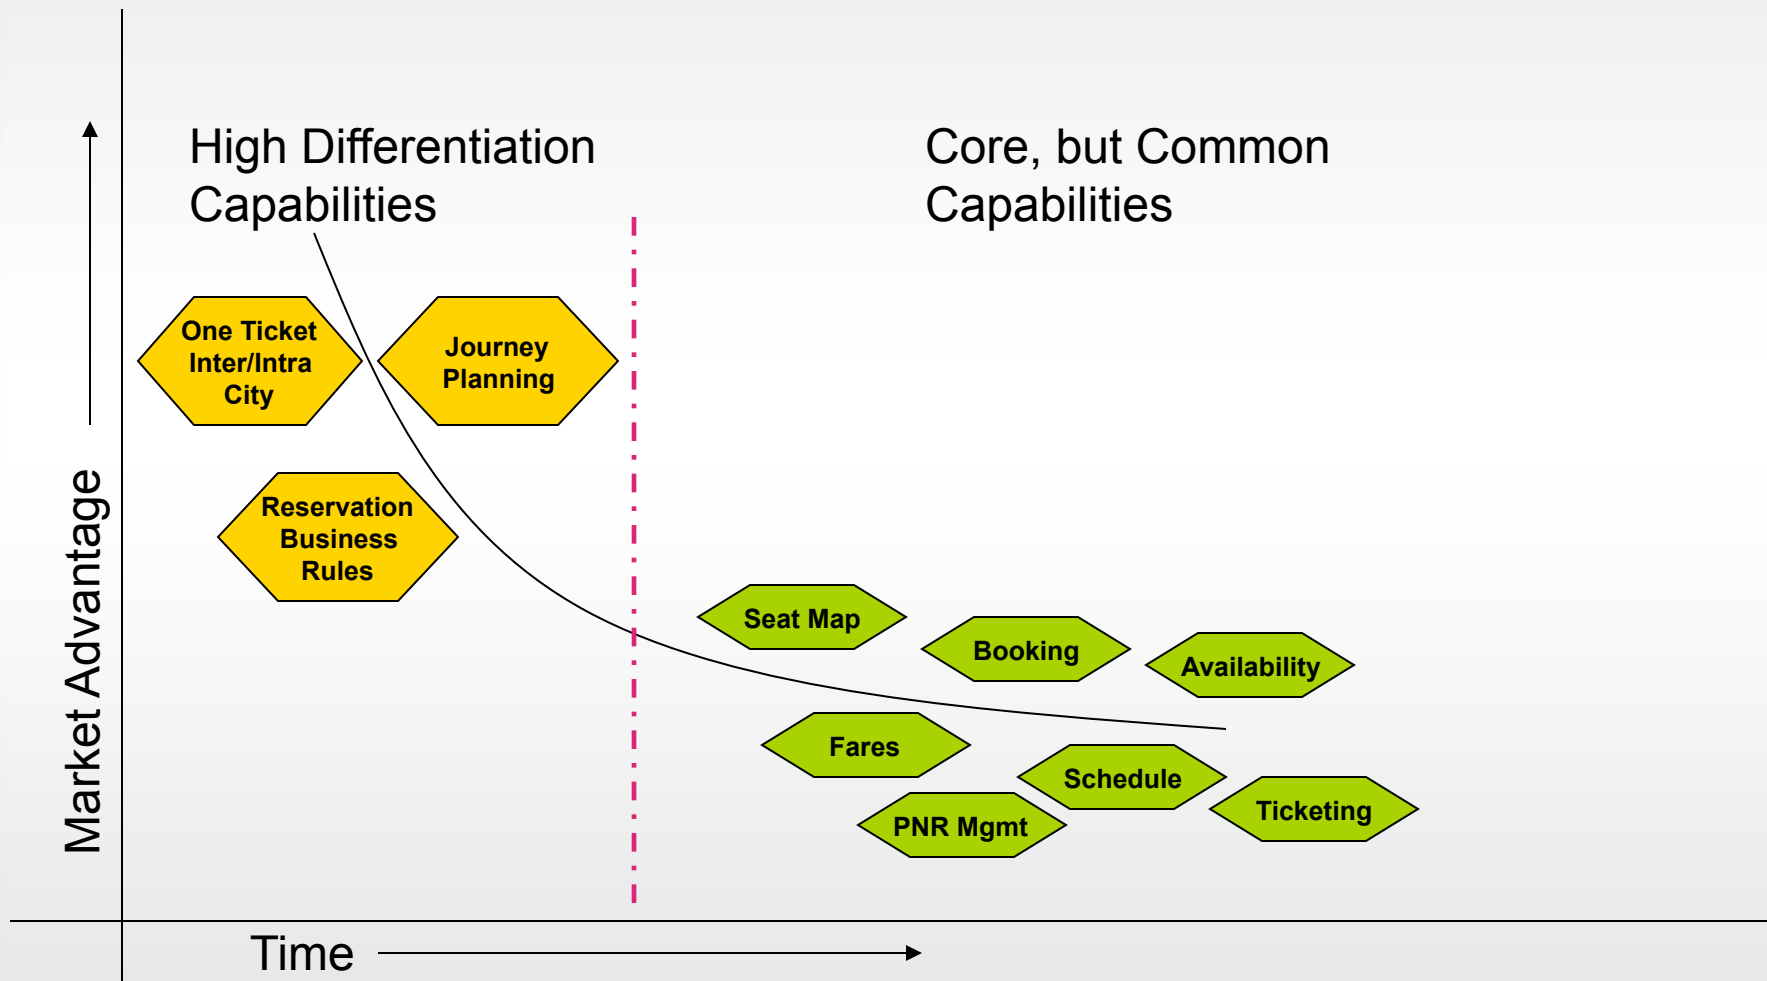 High Differentiation
Capabilities
Core, but Common
Capabilities
One Ticket
Inter/Intra
City
Journey
Planning
Reservation
Business
Rules
Market Advantage
Seat Map
Booking
Availability
Fares
Schedule
PNR Mgmt
Ticketing
Time